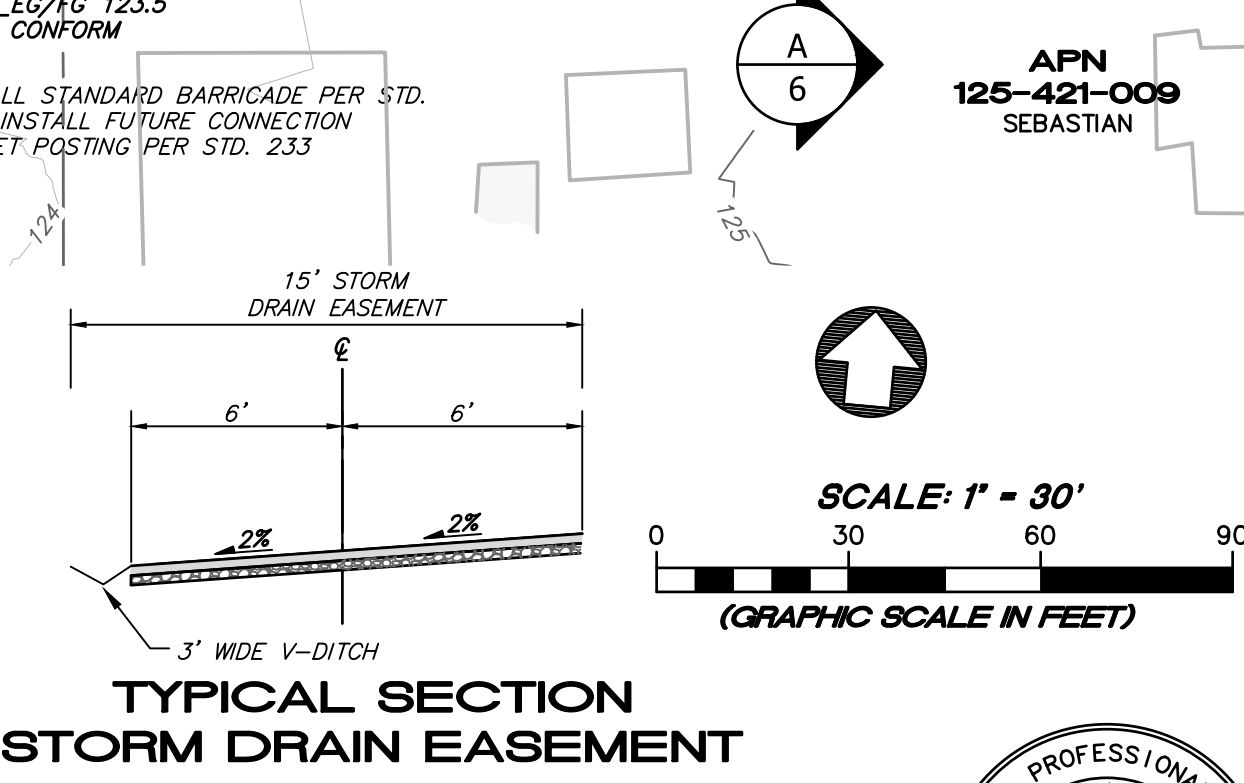 EG/FG 123.5
CONFORM
LL STANDARD BARRICADE PER STD.
INSTALL FUTURE CONNECTION
ET POSTING PER STD. 233
124
A
6
125
APN
125-421-009
SEBASTIAN
15' STORM
DRAIN EASEMENT
℄
6' 6'
2% 2%
3' WIDE V-DITCH
TYPICAL SECTION
STORM DRAIN EASEMENT
SCALE: 1" = 30'
0 30 60 90
(GRAPHIC SCALE IN FEET)
PROFESSIONA